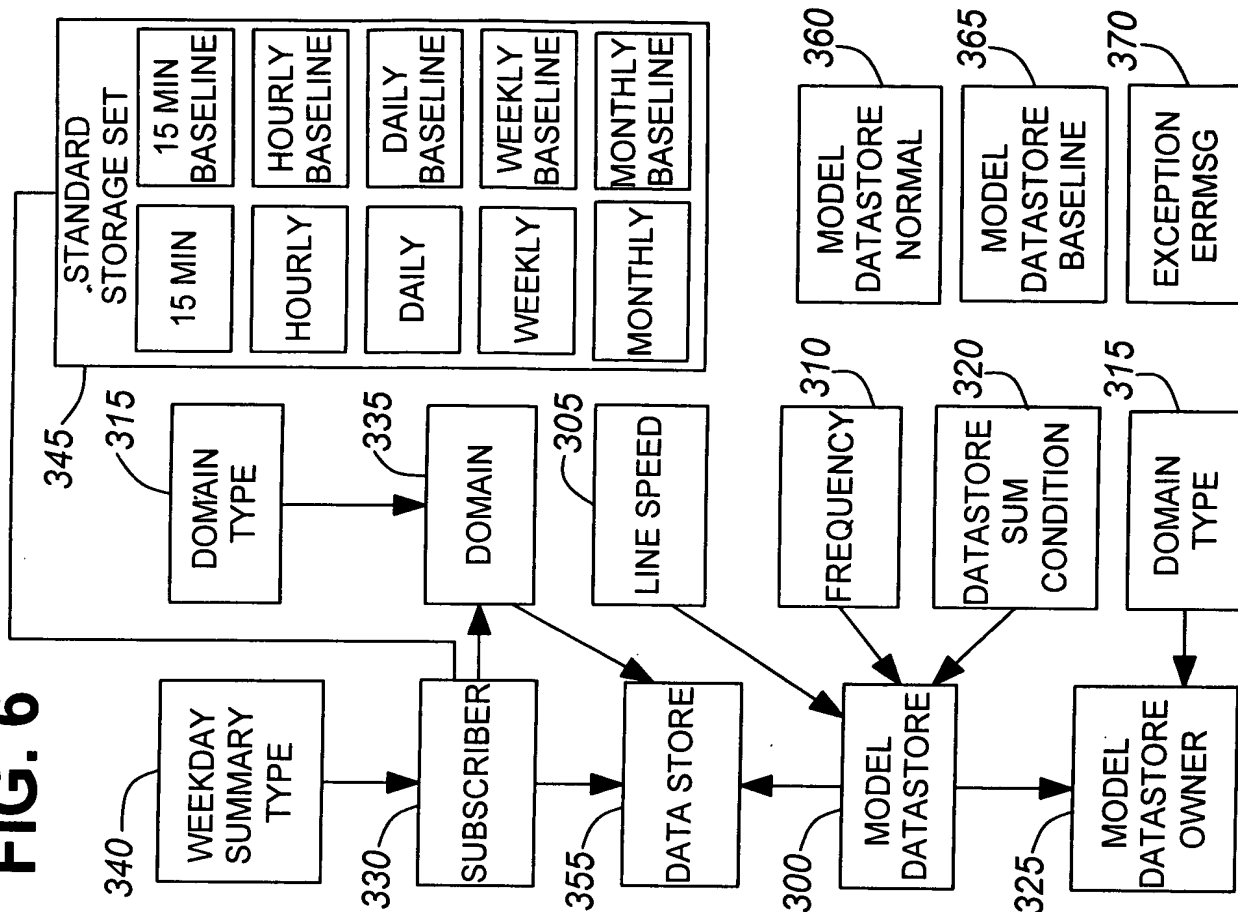 FIG. 6
340
WEEKDAY
SUMMARY
TYPE
330
SUBSCRIBER
355
DATA STORE
300
MODEL
DATASTORE
325
MODEL
DATASTORE
OWNER
315
DOMAIN
TYPE
335
DOMAIN
305
LINE SPEED
310
FREQUENCY
320
DATASTORE
SUM
CONDITION
315
DOMAIN
TYPE
345
STANDARD
STORAGE SET
15 MIN
15 MIN
BASELINE
HOURLY
HOURLY
BASELINE
DAILY
DAILY
BASELINE
WEEKLY
WEEKLY
BASELINE
MONTHLY
MONTHLY
BASELINE
360
MODEL
DATASTORE
NORMAL
365
MODEL
DATASTORE
BASELINE
370
EXCEPTION
ERRMSG